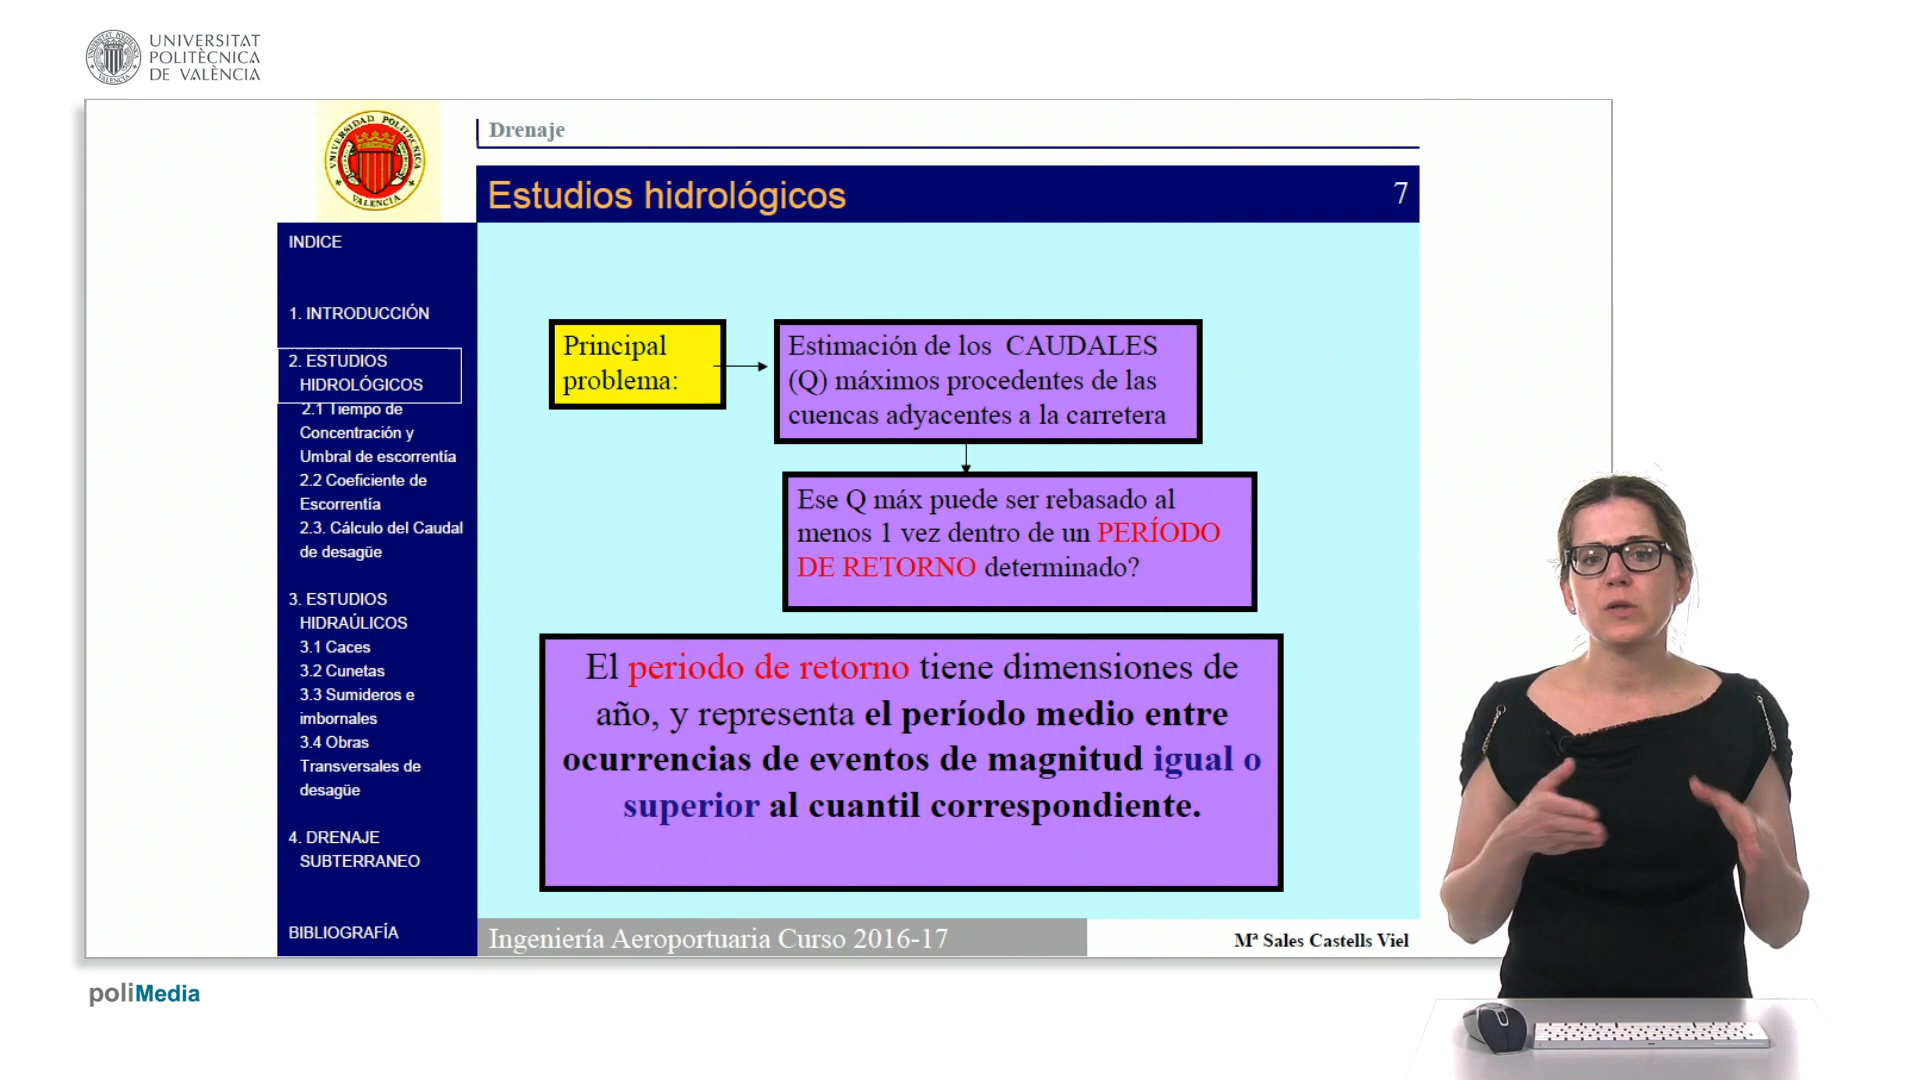 UNIVERSITAT
POLITÈCNICA
DE VALÈNCIA
UNIVERSIDAD POLITECNICA
VALENCIA
Drenaje
Estudios hidrológicos
7
INDICE
1. INTRODUCCIÓN
2. ESTUDIOS
HIDROLÓGICOS
2.1 Tiempo de
Concentración y
Umbral de escorrentía
2.2 Coeficiente de
Escorrentía
2.3. Cálculo del Caudal
de desagüe
3. ESTUDIOS
HIDRAÚLICOS
3.1 Caces
3.2 Cunetas
3.3 Sumideros e
imbornales
3.4 Obras
Transversales de
desagüe
4. DRENAJE
SUBTERRANEO
BIBLIOGRAFÍA
Principal
problema:
Estimación de los CAUDALES
(Q) máximos procedentes de las
cuencas adyacentes a la carretera
Ese Q máx puede ser rebasado al
menos 1 vez dentro de un PERÍODO
DE RETORNO determinado?
El periodo de retorno tiene dimensiones de
año, y representa el período medio entre
ocurrencias de eventos de magnitud igual o
superior al cuantil correspondiente.
Ingeniería Aeroportuaria Curso 2016-17
Mª Sales Castells Viel
poliMedia